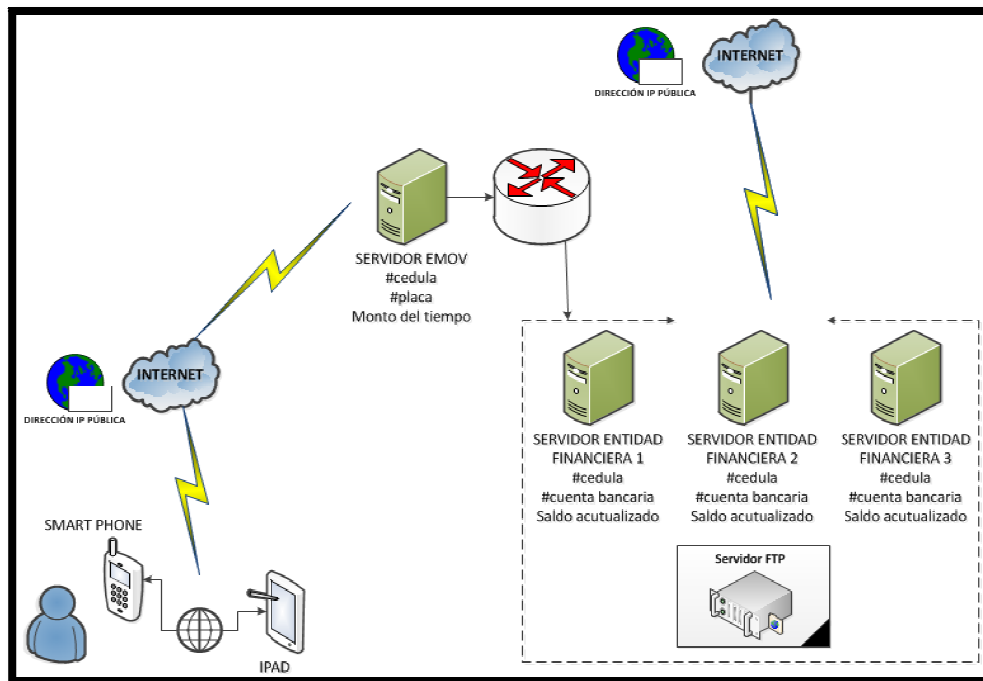 INTERNET
DIRECCIÓN IP PÚBLICA
SERVIDOR EMOV
#cedula
#placa
Monto del tiempo
INTERNET
DIRECCIÓN IP PÚBLICA
SERVIDOR ENTIDAD
FINANCIERA 1
#cedula
#cuenta bancaria
Saldo acutualizado
SERVIDOR ENTIDAD
FINANCIERA 2
#cedula
#cuenta bancaria
Saldo acutualizado
SERVIDOR ENTIDAD
FINANCIERA 3
#cedula
#cuenta bancaria
Saldo acutualizado
SMART PHONE
IPAD
Servidor FTP